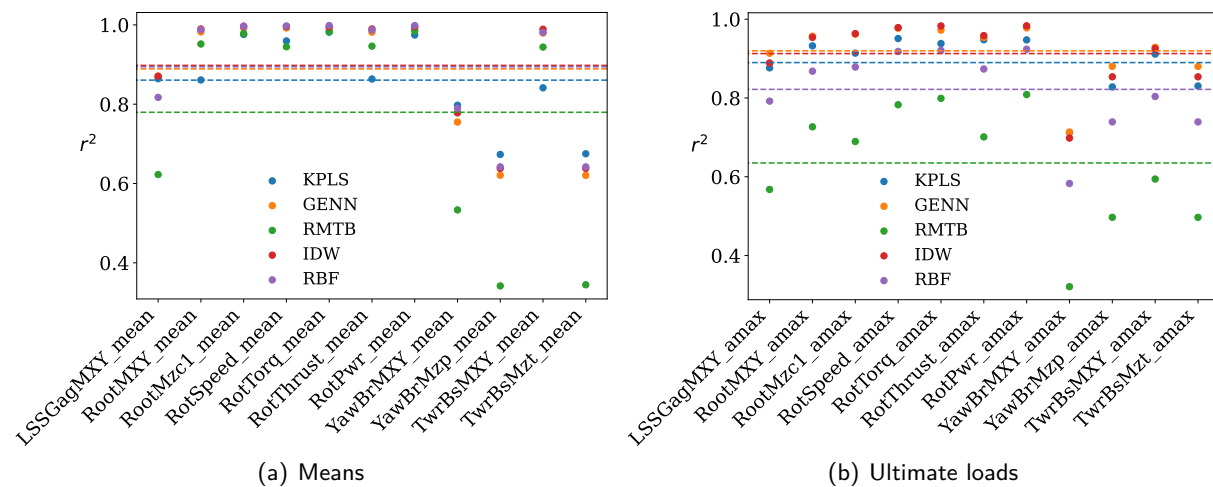 1.0
0.8
0.6
0.4
r²
KPLS
GENN
RMTB
IDW
RBF
LSSGagMXY_mean
RootMXY_mean
RootMzc1_mean
RotSpeed_mean
RotTorq_mean
RotThrust_mean
RotPwr_mean
YawBrMXY_mean
YawBrMzp_mean
TwrBsMXY_mean
TwrBsMzt_mean
(a) Means
1.0
0.8
0.6
0.4
r²
KPLS
GENN
RMTB
IDW
RBF
LSSGagMXY_amax
RootMXY_amax
RootMzc1_amax
RotSpeed_amax
RotTorq_amax
RotThrust_amax
RotPwr_amax
YawBrMXY_amax
YawBrMzp_amax
TwrBsMXY_amax
TwrBsMzt_amax
(b) Ultimate loads